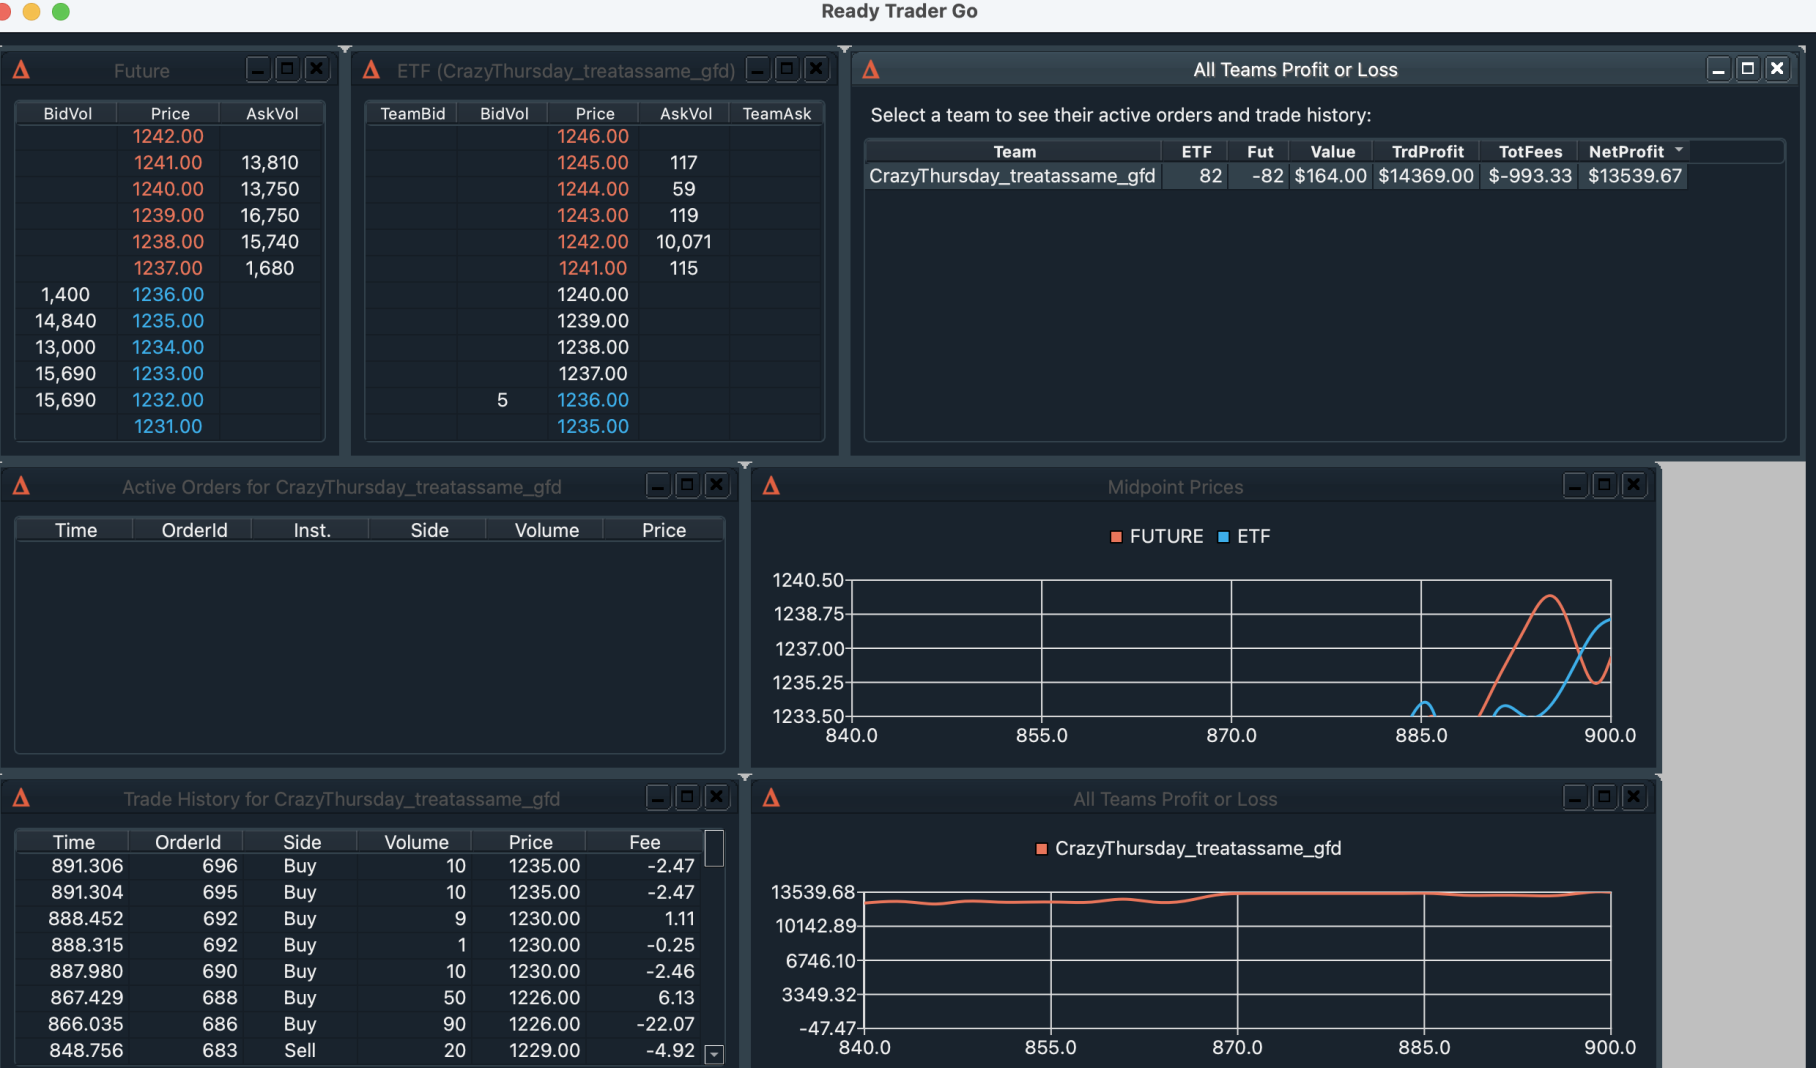 Ready Trader Go
Future
BidVol Price AskVol
1242.00
1241.00 13,810
1240.00 13,750
1239.00 16,750
1238.00 15,740
1237.00 1,680
1,400 1236.00
14,840 1235.00
13,000 1234.00
15,690 1233.00
15,690 1232.00
1231.00
ETF (CrazyThursday_treatassame_gfd)
TeamBid BidVol Price AskVol TeamAsk
1246.00
1245.00 117
1244.00 59
1243.00 119
1242.00 10,071
1241.00 115
1240.00
1239.00
1238.00
1237.00
5 1236.00
1235.00
All Teams Profit or Loss
Select a team to see their active orders and trade history:
Team ETF Fut Value TrdProfit TotFees NetProfit
CrazyThursday_treatassame_gfd 82 -82 $164.00 $14369.00 $-993.33 $13539.67
Active Orders for CrazyThursday_treatassame_gfd
Time OrderId Inst. Side Volume Price
Midpoint Prices
FUTURE ETF
1240.50
1238.75
1237.00
1235.25
1233.50
840.0 855.0 870.0 885.0 900.0
Trade History for CrazyThursday_treatassame_gfd
Time OrderId Side Volume Price Fee
891.306 696 Buy 10 1235.00 -2.47
891.304 695 Buy 10 1235.00 -2.47
888.452 692 Buy 9 1230.00 1.11
888.315 692 Buy 1 1230.00 -0.25
887.980 690 Buy 10 1230.00 -2.46
867.429 688 Buy 50 1226.00 6.13
866.035 686 Buy 90 1226.00 -22.07
848.756 683 Sell 20 1229.00 -4.92
All Teams Profit or Loss
CrazyThursday_treatassame_gfd
13539.68
10142.89
6746.10
3349.32
-47.47
840.0 855.0 870.0 885.0 900.0